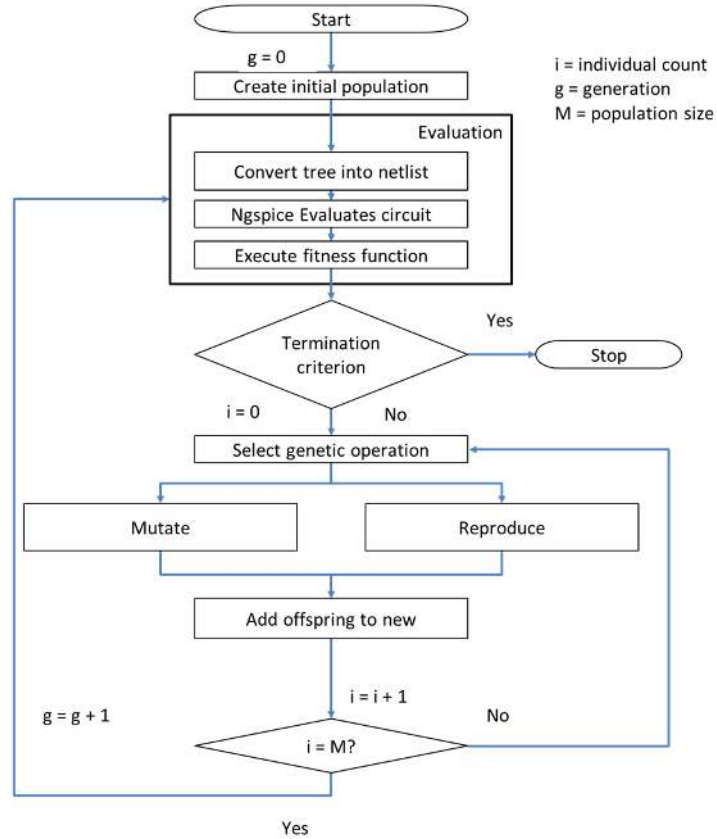 Start
g = 0
Create initial population
i = individual count
g = generation
M = population size
Evaluation
Convert tree into netlist
Ngspice Evaluates circuit
Execute fitness function
Termination
criterion
Yes
Stop
i = 0
No
Select genetic operation
Mutate
Reproduce
Add offspring to new
i = i + 1
g = g + 1
No
i = M?
Yes